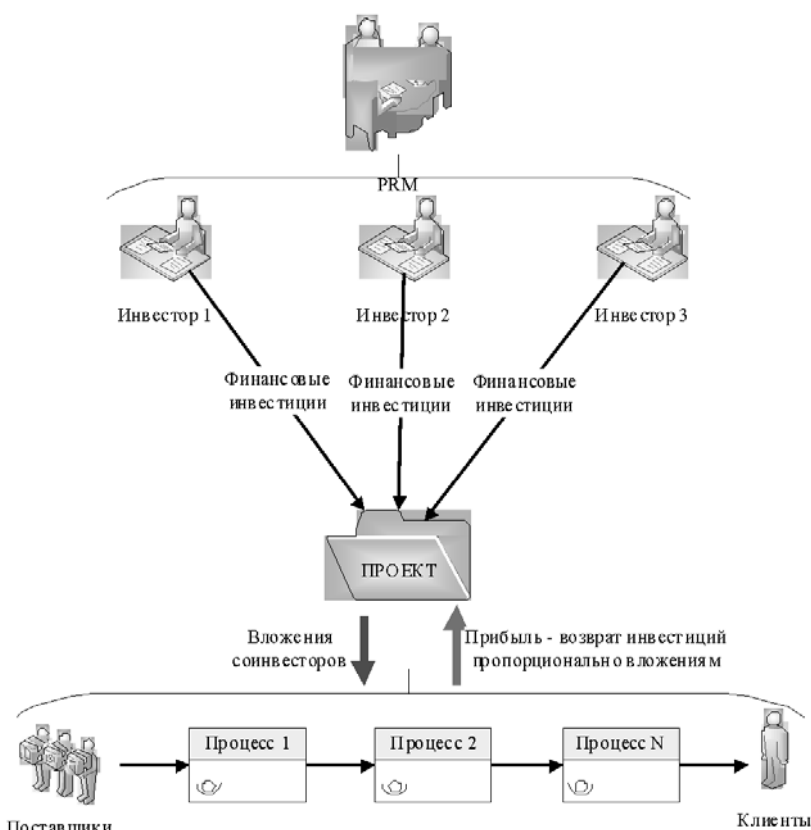 PRM
Инвестор 1
Инвестор 2
Инвестор 3
Финансовые
инвестиции
Финансовые
инвестиции
Финансовые
инвестиции
ПРОЕКТ
Вложения
соинвесторов
Прибыль - возврат инвестиций
пропорционально вложениям
Процесс 1
Процесс 2
Процесс N
Поставщики
Клиенты